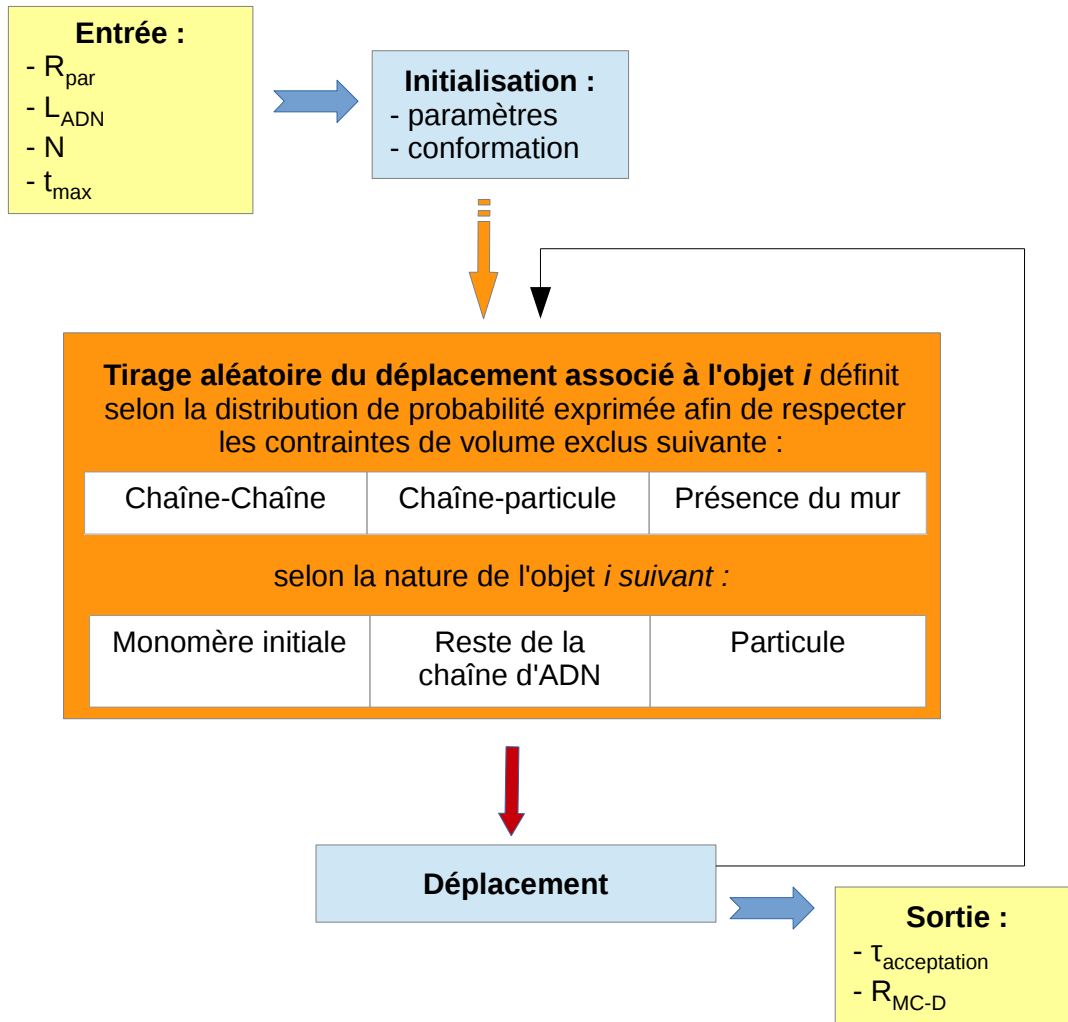 Entrée :
- Rpar
- LADN
- N
- tmax
Initialisation :
- paramètres
- conformation
Tirage aléatoire du déplacement associé à l'objet i définit
selon la distribution de probabilité exprimée afin de respecter
les contraintes de volume exclus suivante :
Chaîne-Chaîne
Chaîne-particule
Présence du mur
selon la nature de l'objet i suivant :
Monomère initiale
Reste de la
chaîne d'ADN
Particule
Déplacement
Sortie :
- τacceptation
- RMC-D